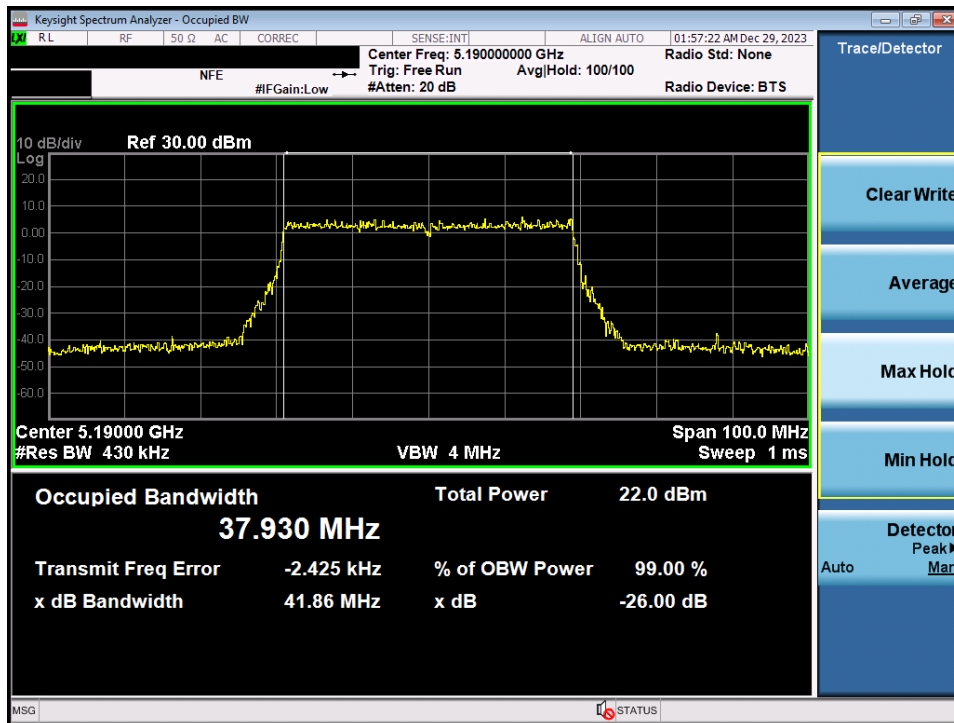 Keysight Spectrum Analyzer - Occupied BW
LXI RL RF 50 Ω AC CORREC SENSE:INT ALIGN AUTO 01:57:22 AM Dec 29, 2023
Center Freq: 5.190000000 GHz Radio Std: None
NFE Trig: Free Run Avg|Hold: 100/100
#IFGain:Low #Atten: 20 dB Radio Device: BTS
10 dB/div Ref 30.00 dBm
Log
20.0
10.0
0.00
-10.0
-20.0
-30.0
-40.0
-50.0
-60.0
Center 5.19000 GHz Span 100.0 MHz
#Res BW 430 kHz VBW 4 MHz Sweep 1 ms
Occupied Bandwidth Total Power 22.0 dBm
37.930 MHz
Transmit Freq Error -2.425 kHz % of OBW Power 99.00 %
x dB Bandwidth 41.86 MHz x dB -26.00 dB
Trace/Detector
Clear Write
Average
Max Hold
Min Hold
Detector
Peak
Auto Man
MSG STATUS